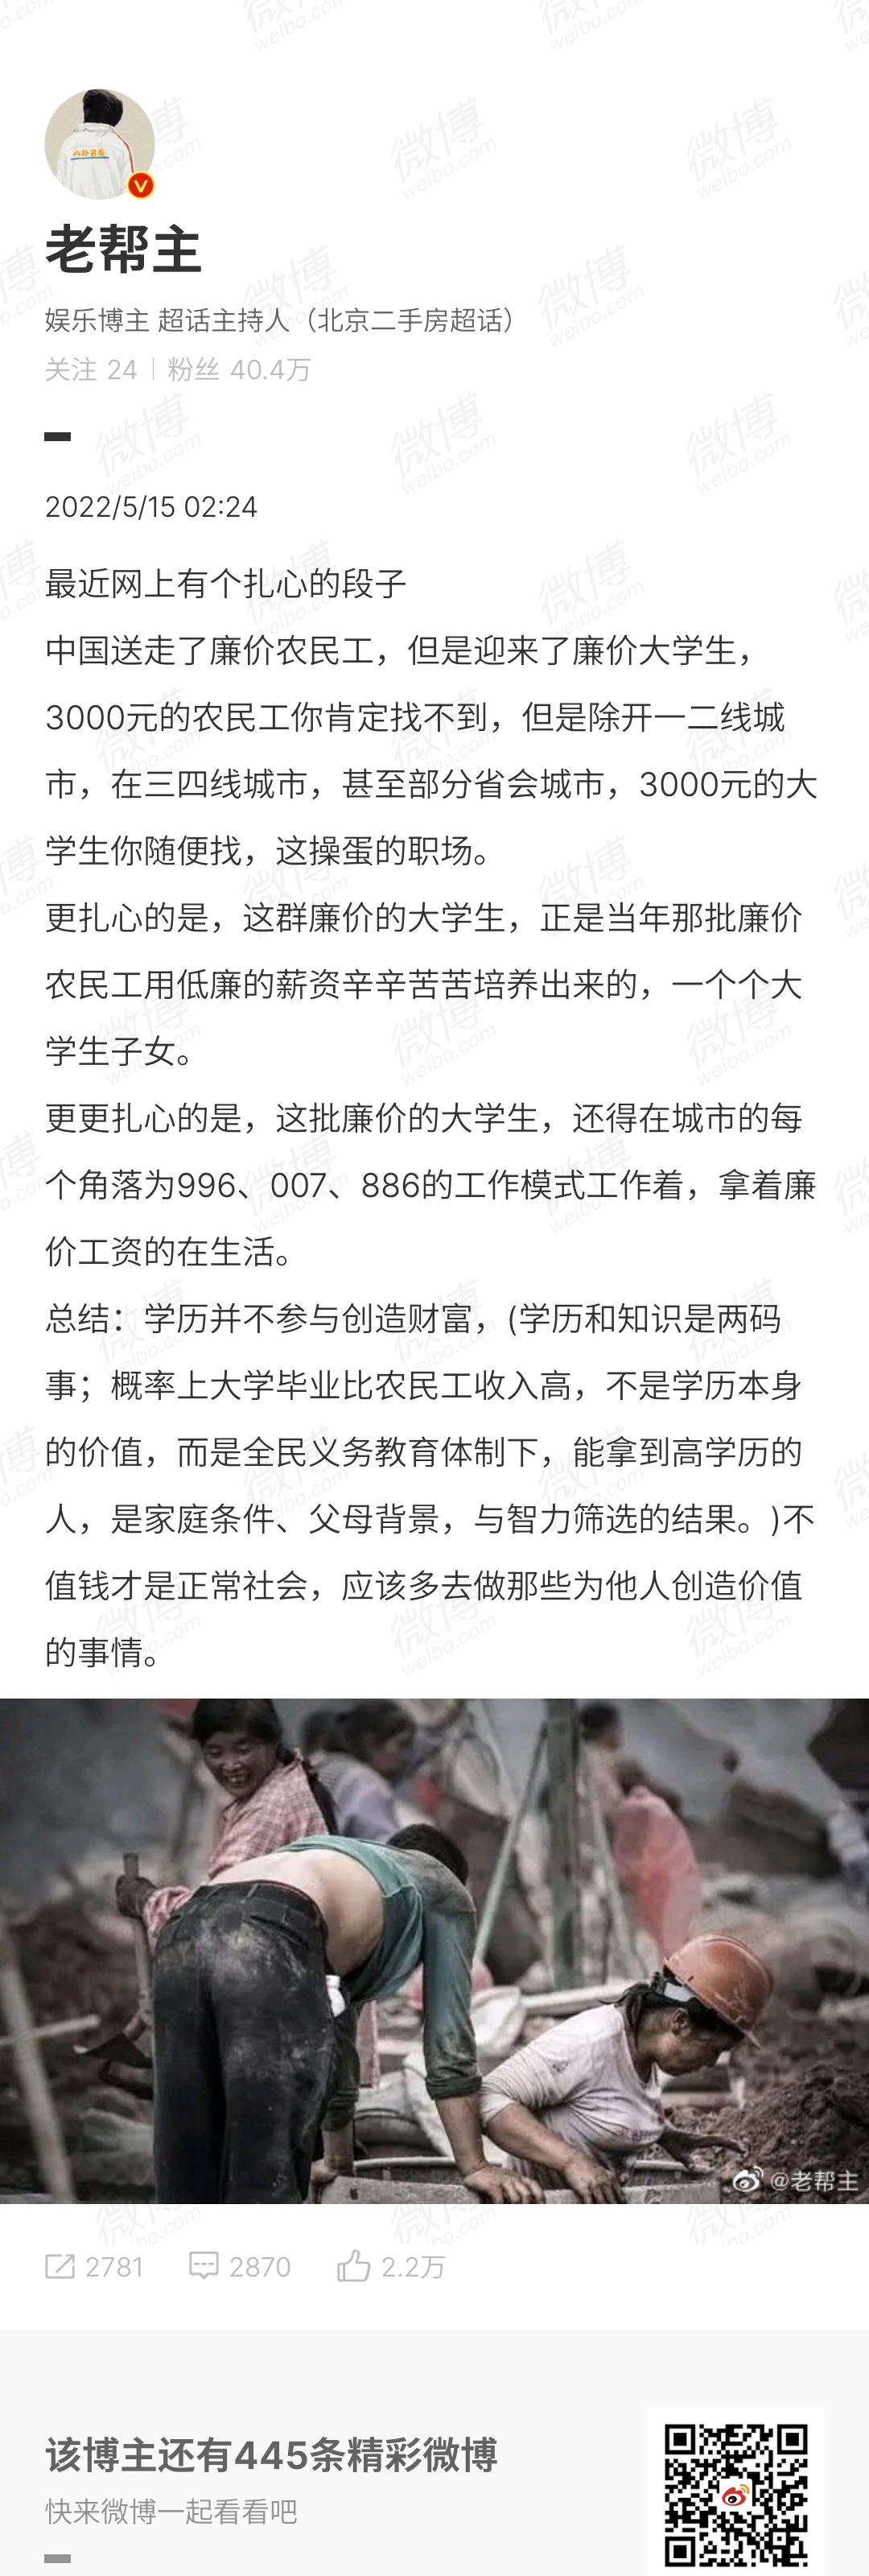 八卦男友
老帮主
娱乐博主 超话主持人（北京二手房超话）
关注 24 | 粉丝 40.4万
2022/5/15 02:24
最近网上有个扎心的段子
中国送走了廉价农民工，但是迎来了廉价大学生，
3000元的农民工你肯定找不到，但是除开一二线城
市，在三四线城市，甚至部分省会城市，3000元的大
学生你随便找，这操蛋的职场。
更扎心的是，这群廉价的大学生，正是当年那批廉价
农民工用低廉的薪资辛辛苦苦培养出来的，一个个大
学生子女。
更更扎心的是，这批廉价的大学生，还得在城市的每
个角落为996、007、886的工作模式工作着，拿着廉
价工资的在生活。
总结：学历并不参与创造财富，(学历和知识是两码
事；概率上大学毕业比农民工收入高，不是学历本身
的价值，而是全民义务教育体制下，能拿到高学历的
人，是家庭条件、父母背景，与智力筛选的结果。)不
值钱才是正常社会，应该多去做那些为他人创造价值
的事情。
@老帮主
2781 2870 2.2万
该博主还有445条精彩微博
快来微博一起看看吧
微博
weibo.com